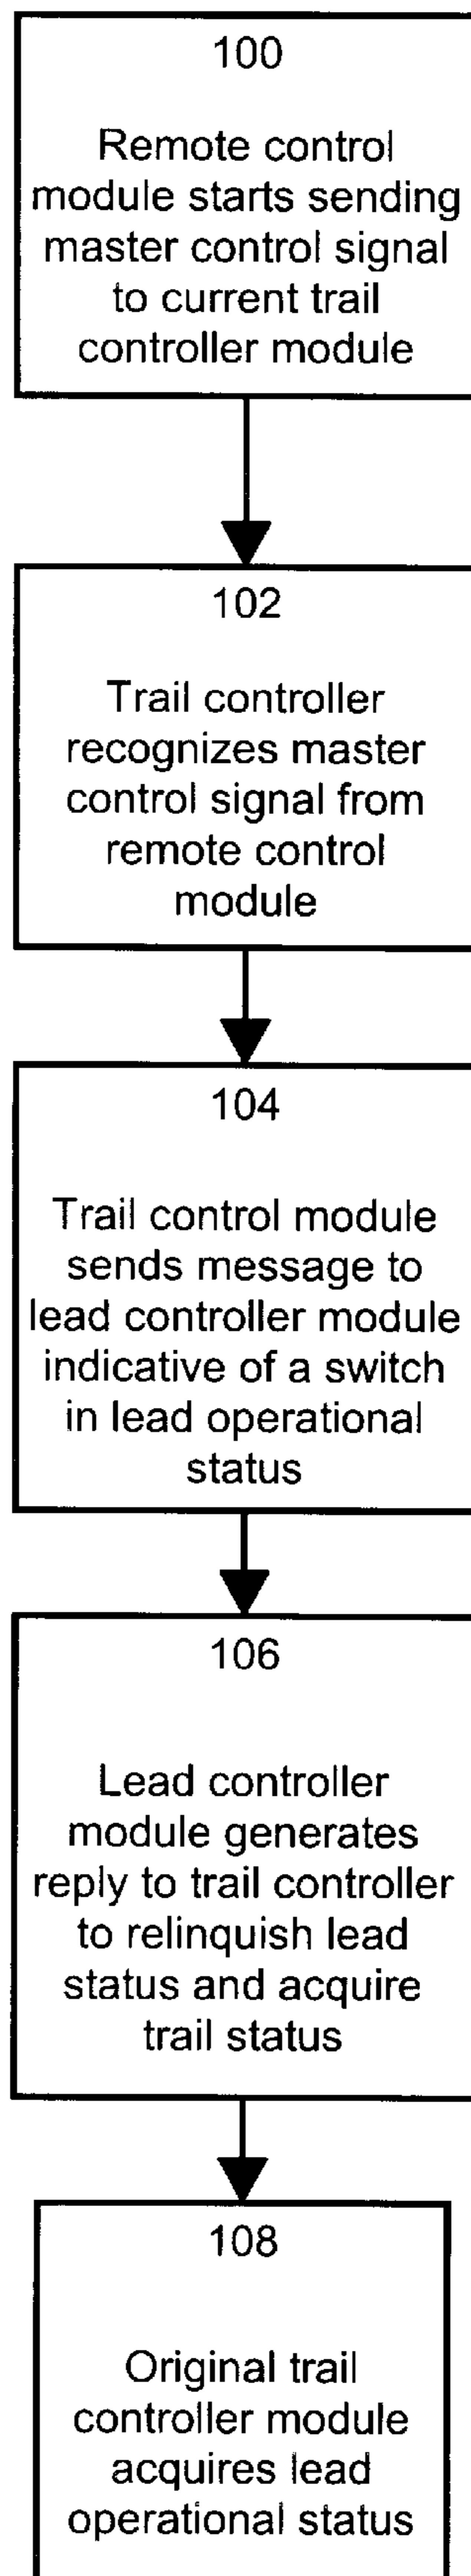 100
Remote control
module starts sending
master control signal
to current trail
controller module
102
Trail controller
recognizes master
control signal from
remote control
module
104
Trail control module
sends message to
lead controller module
indicative of a switch
in lead operational
status
106
Lead controller
module generates
reply to trail controller
to relinquish lead
status and acquire
trail status
108
Original trail
controller module
acquires lead
operational status